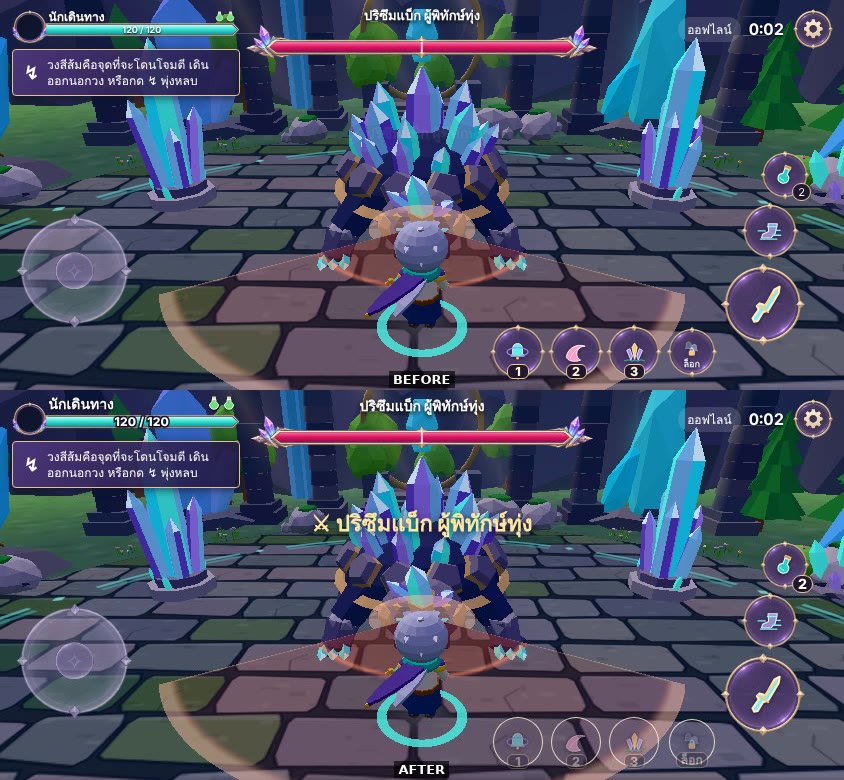 นักเดินทาง
120 / 120
ปริซึมแบ็ก ผู้พิทักษ์ทุ่ง
ออฟไลน์ 0:02
วงสีส้มคือจุดที่จะโดนโจมตี เดิน
ออกนอกวง หรือกด ↯ พุ่งหลบ
2
1 2 3 ล็อก
BEFORE
นักเดินทาง
120 / 120
ปริซึมแบ็ก ผู้พิทักษ์ทุ่ง
ออฟไลน์ 0:02
วงสีส้มคือจุดที่จะโดนโจมตี เดิน
ออกนอกวง หรือกด ↯ พุ่งหลบ
⚔ ปริซึมแบ็ก ผู้พิทักษ์ทุ่ง
2
1 2 3 ล็อก
AFTER